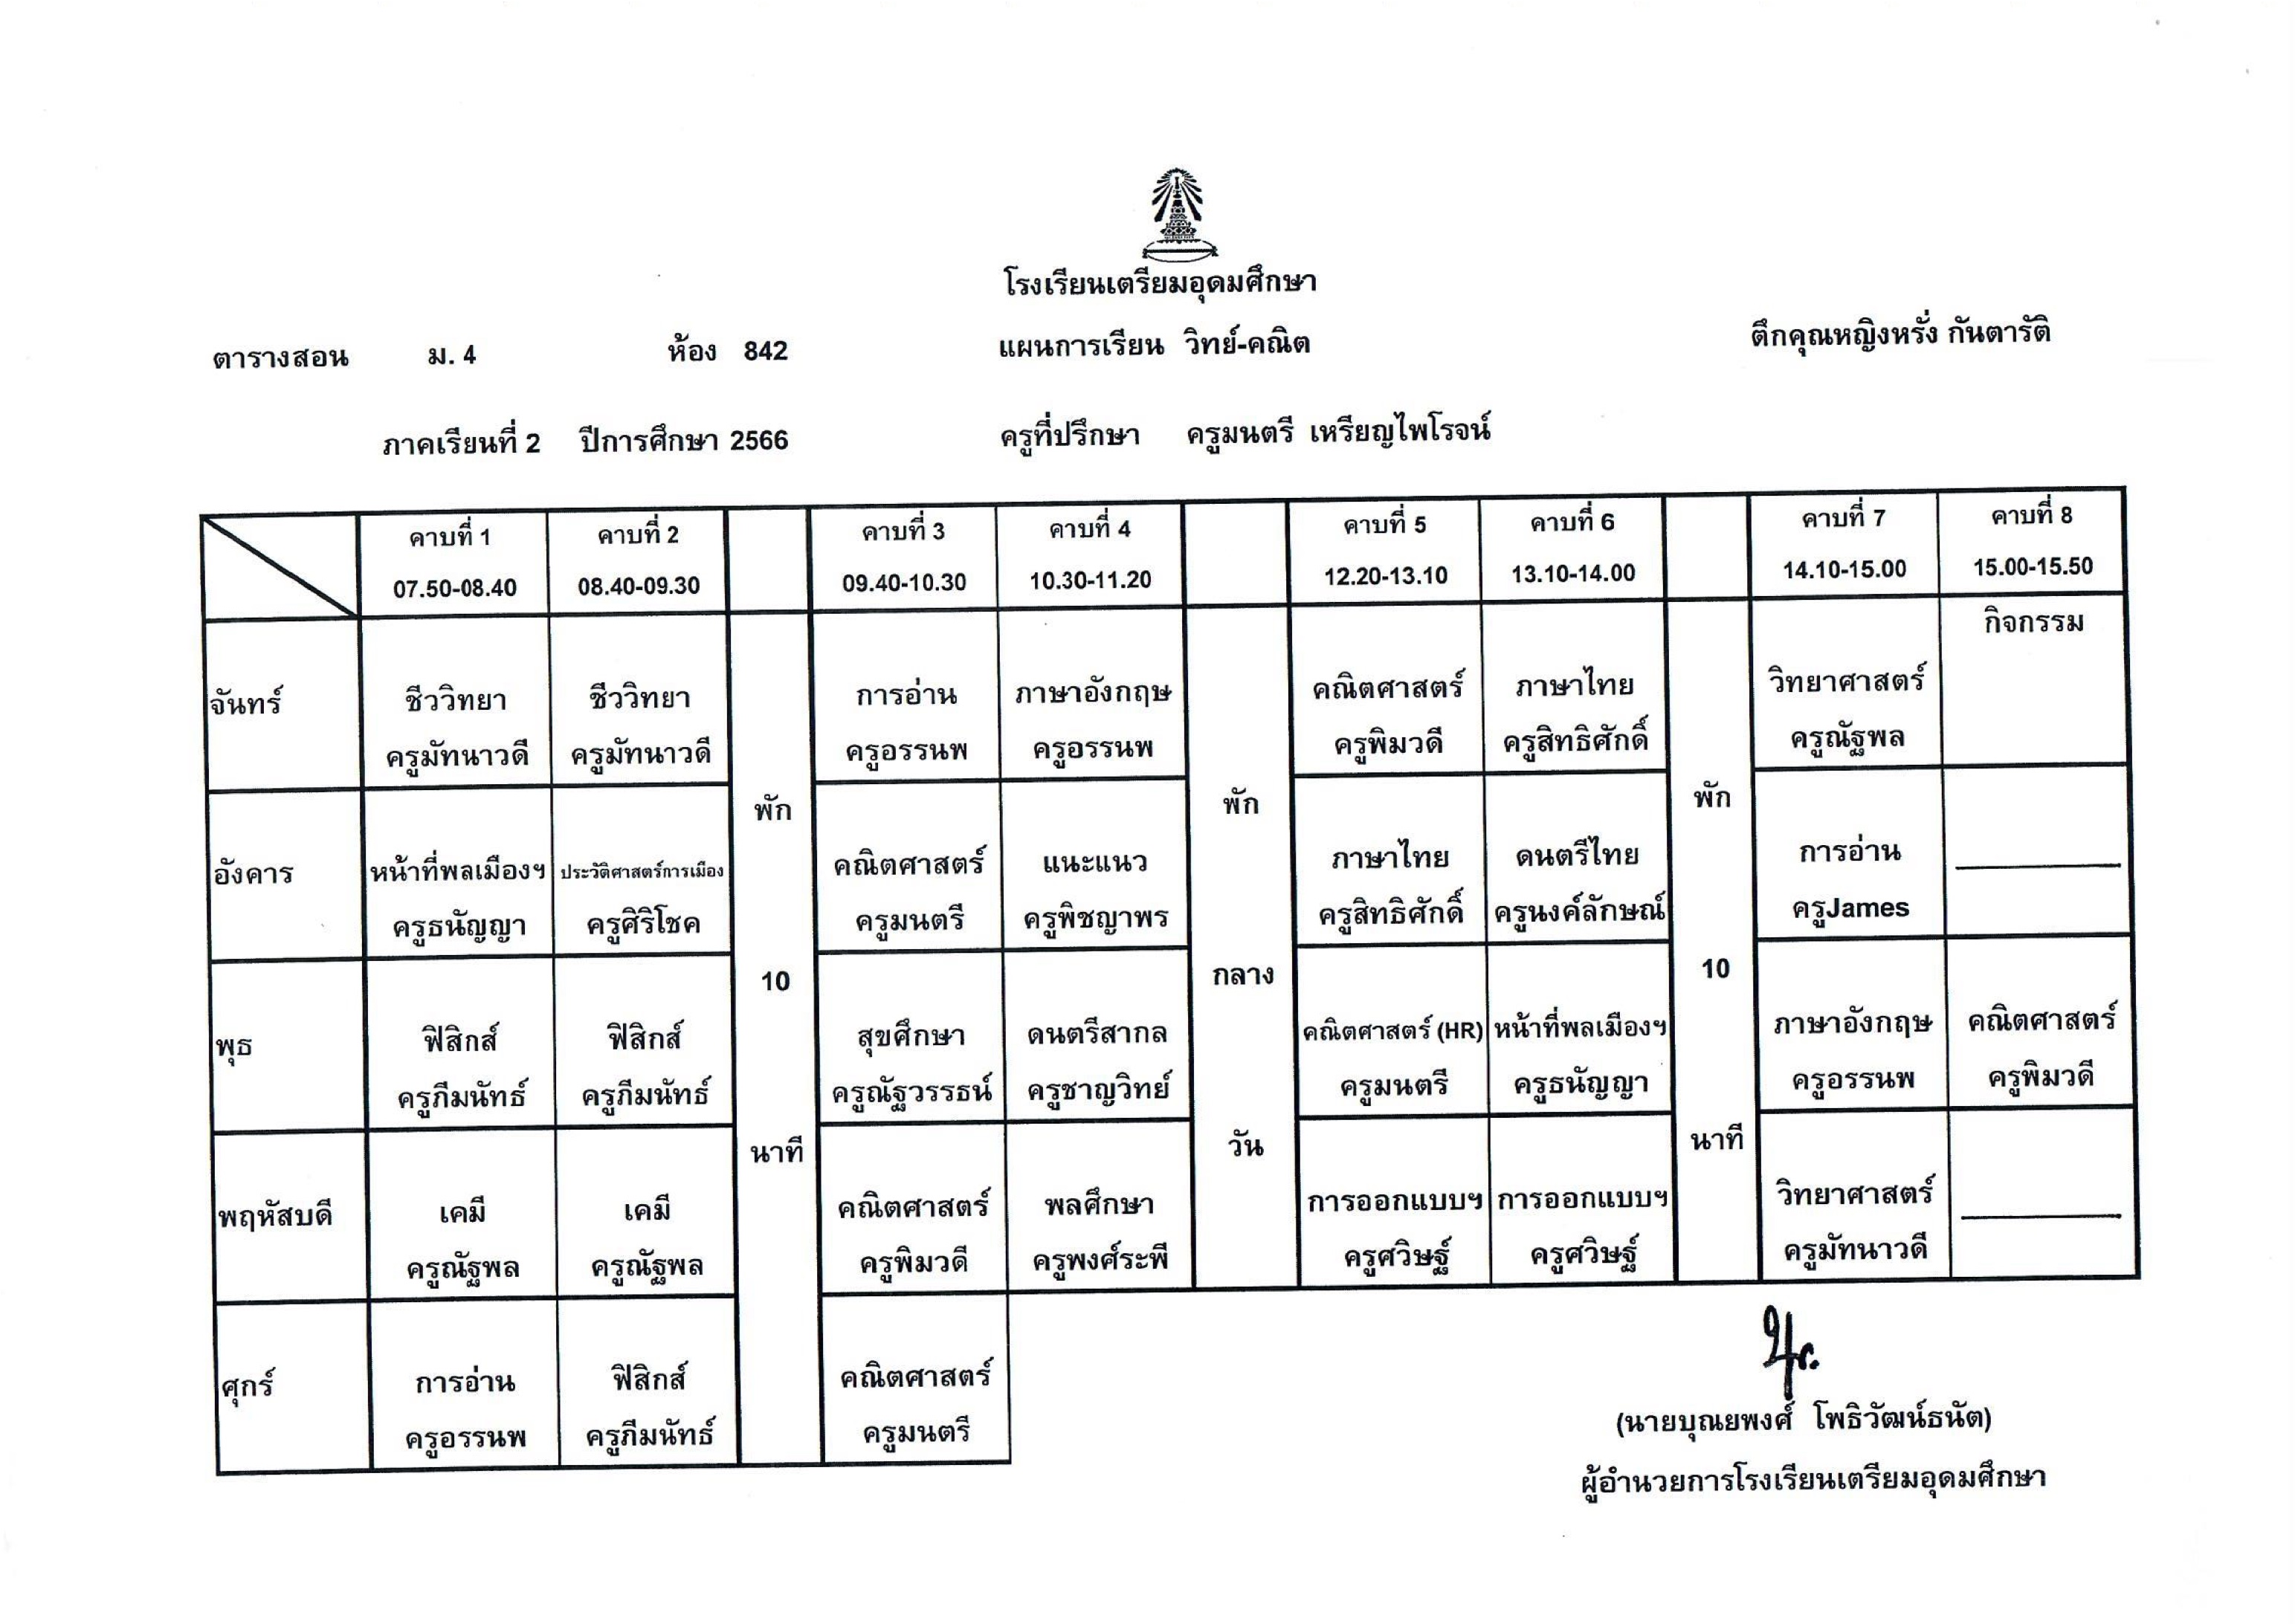 โรงเรียนเตรียมอุดมศึกษา
ตารางสอน ม. 4 ห้อง 842 แผนการเรียน วิทย์-คณิต ตึกคุณหญิงหรั่ง กันตารัติ
ภาคเรียนที่ 2 ปีการศึกษา 2566 ครูที่ปรึกษา ครูมนตรี เหรียญไพโรจน์
คาบที่ 1 คาบที่ 2 คาบที่ 3 คาบที่ 4 คาบที่ 5 คาบที่ 6 คาบที่ 7 คาบที่ 8
07.50-08.40 08.40-09.30 09.40-10.30 10.30-11.20 12.20-13.10 13.10-14.00 14.10-15.00 15.00-15.50
กิจกรรม
จันทร์ ชีววิทยา ชีววิทยา การอ่าน ภาษาอังกฤษ คณิตศาสตร์ ภาษาไทย วิทยาศาสตร์
ครูมัทนาวดี ครูมัทนาวดี ครูอรรนพ ครูอรรนพ ครูพิมวดี ครูสิทธิศักดิ์ ครูณัฐพล
พัก พัก พัก
อังคาร หน้าที่พลเมืองฯ ประวัติศาสตร์การเมือง คณิตศาสตร์ แนะแนว ภาษาไทย ดนตรีไทย การอ่าน
ครูธนัญญา ครูศิริโชค ครูมนตรี ครูพิชญาพร ครูสิทธิศักดิ์ ครูนงค์ลักษณ์ ครูJames
10 กลาง 10
พุธ ฟิสิกส์ ฟิสิกส์ สุขศึกษา ดนตรีสากล คณิตศาสตร์ (HR) หน้าที่พลเมืองฯ ภาษาอังกฤษ คณิตศาสตร์
ครูภีมนัทธ์ ครูภีมนัทธ์ ครูณัฐวรรธน์ ครูชาญวิทย์ ครูมนตรี ครูธนัญญา ครูอรรนพ ครูพิมวดี
นาที วัน นาที
พฤหัสบดี เคมี เคมี คณิตศาสตร์ พลศึกษา การออกแบบฯ การออกแบบฯ วิทยาศาสตร์
ครูณัฐพล ครูณัฐพล ครูพิมวดี ครูพงศ์ระพี ครูศวิษฐ์ ครูศวิษฐ์ ครูมัทนาวดี
ศุกร์ การอ่าน ฟิสิกส์ คณิตศาสตร์
ครูอรรนพ ครูภีมนัทธ์ ครูมนตรี
(นายบุณยพงศ์ โพธิวัฒน์ธนัต)
ผู้อำนวยการโรงเรียนเตรียมอุดมศึกษา